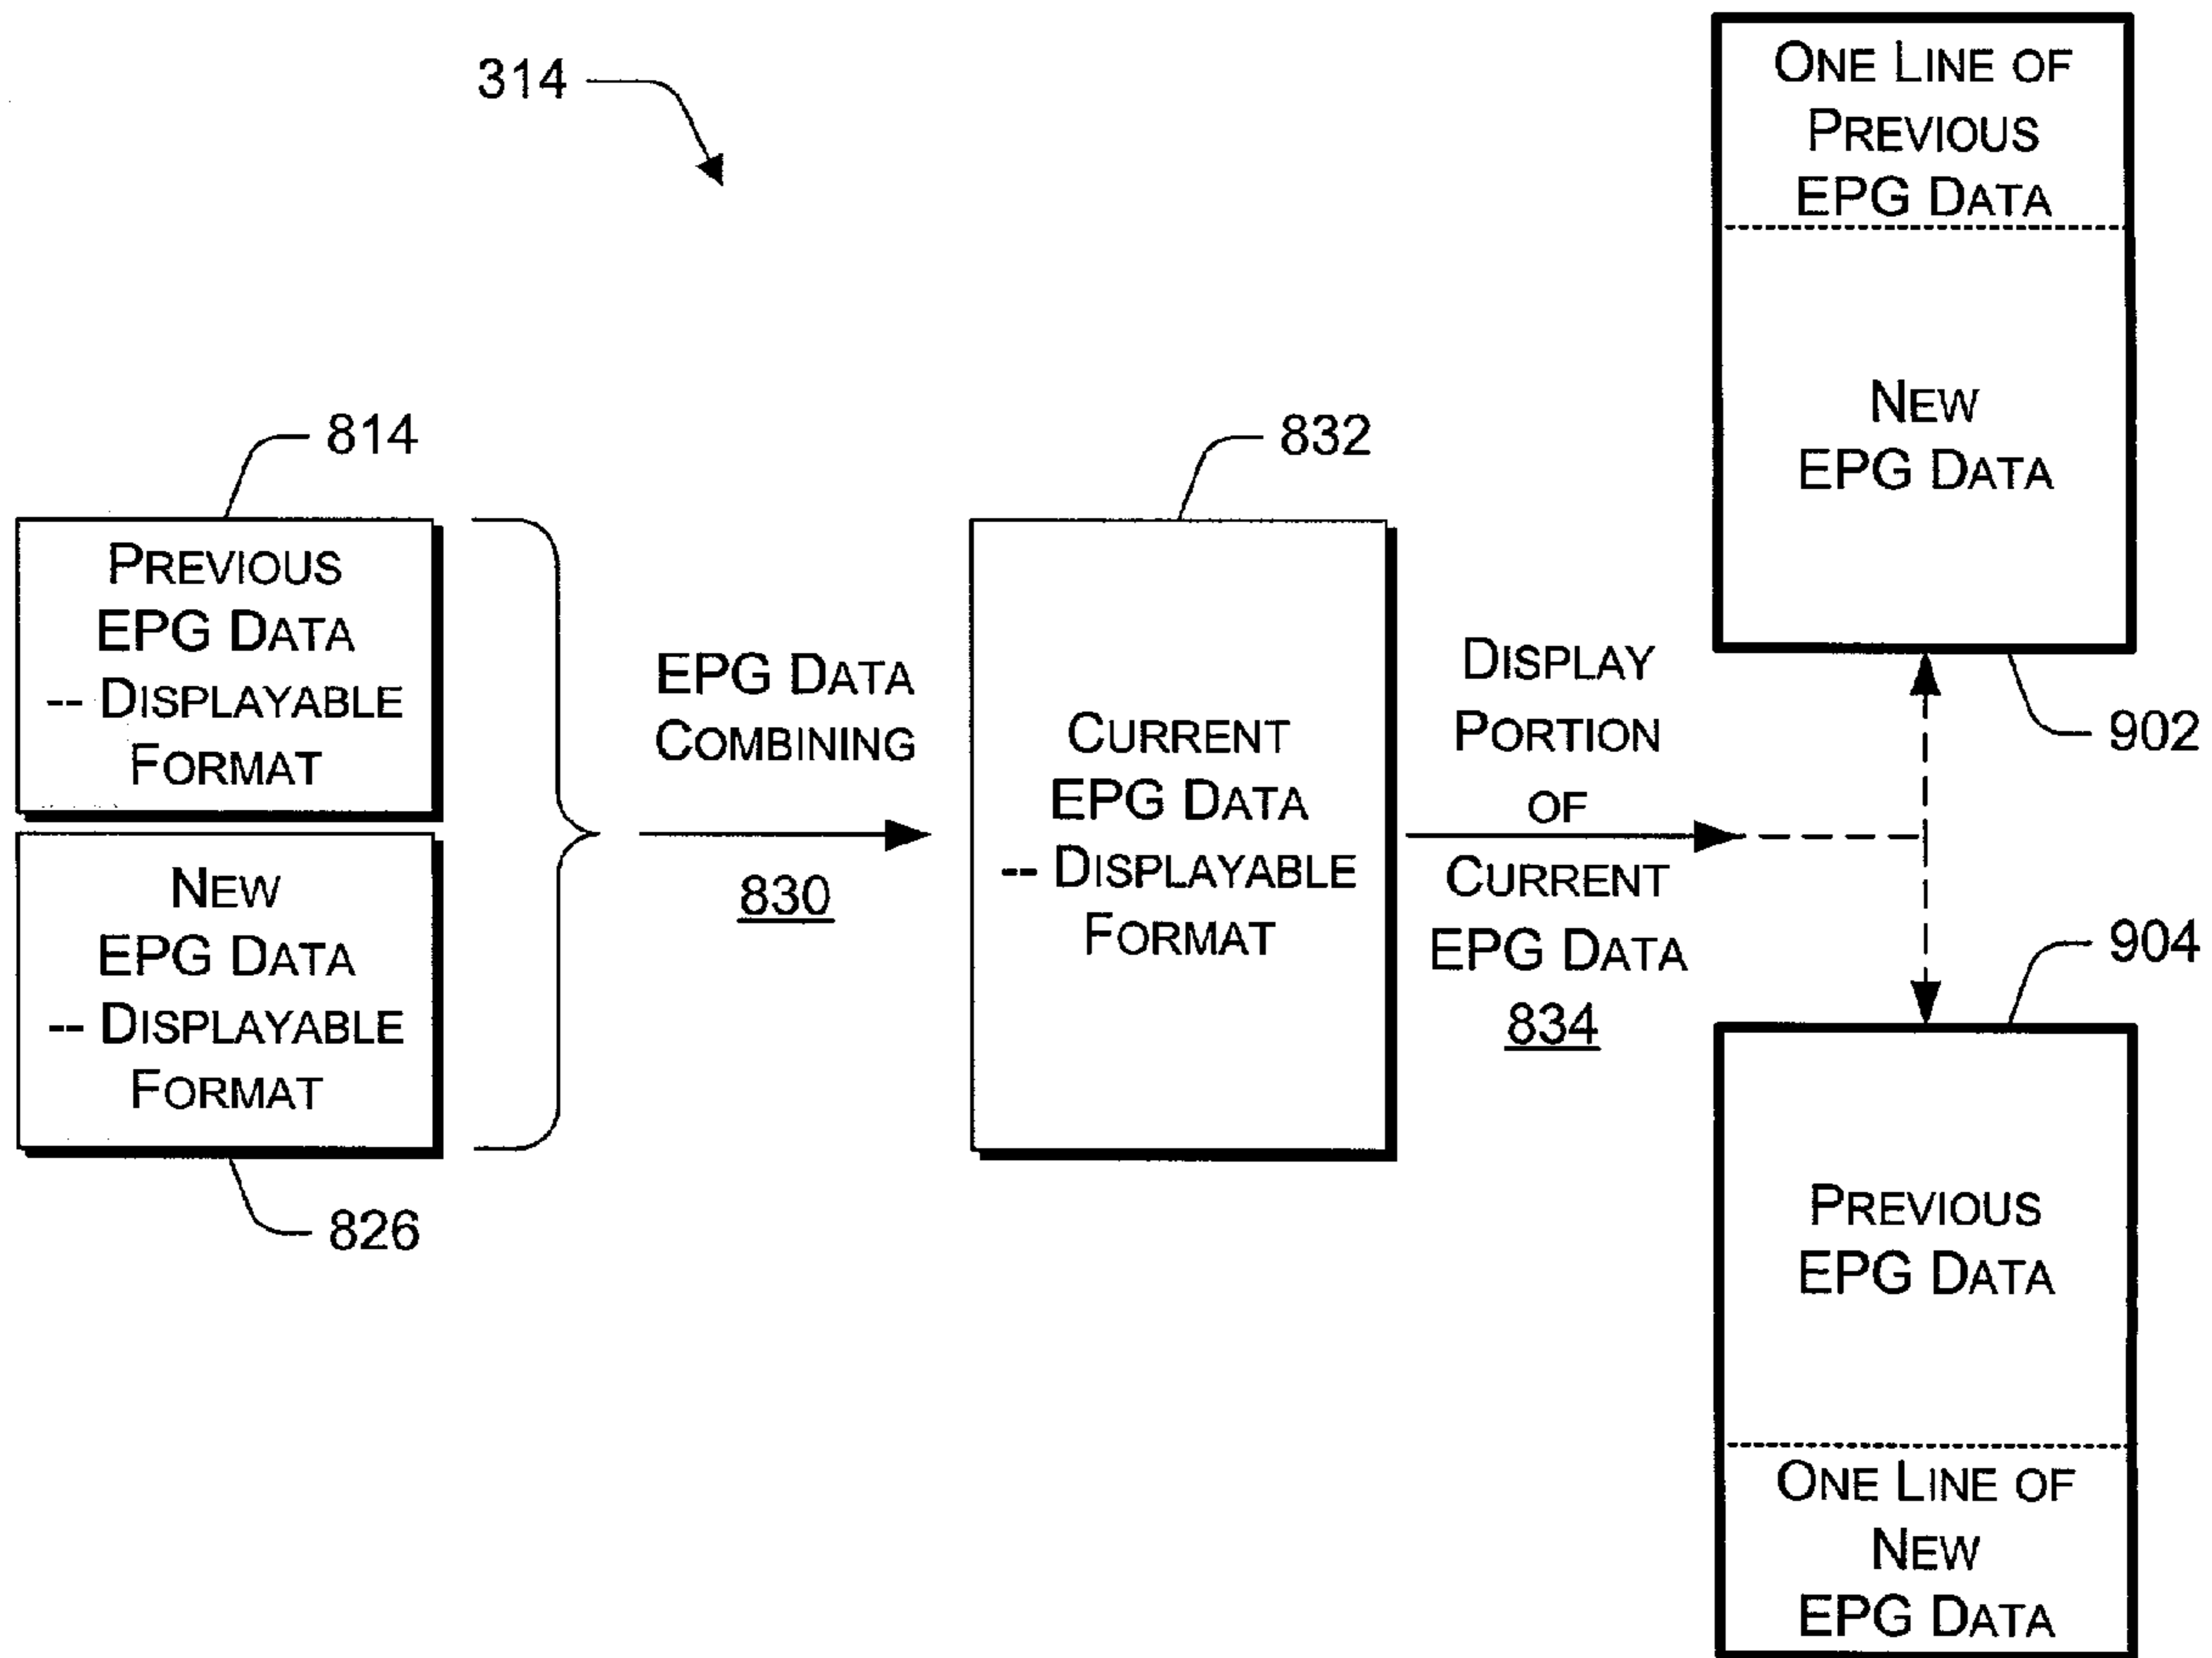 314
814
PREVIOUS
EPG DATA
-- DISPLAYABLE
FORMAT
NEW
EPG DATA
-- DISPLAYABLE
FORMAT
826
EPG DATA
COMBINING
830
832
CURRENT
EPG DATA
-- DISPLAYABLE
FORMAT
DISPLAY
PORTION
OF
CURRENT
EPG DATA
834
ONE LINE OF
PREVIOUS
EPG DATA
NEW
EPG DATA
902
904
PREVIOUS
EPG DATA
ONE LINE OF
NEW
EPG DATA